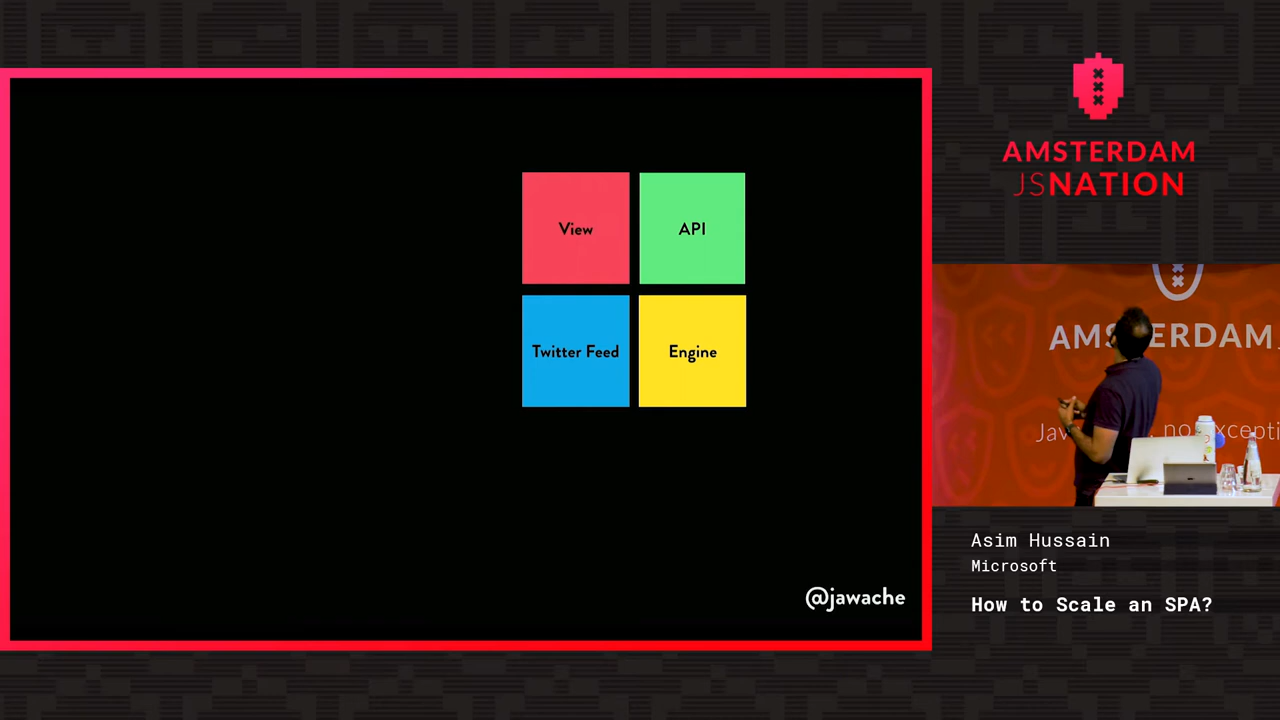 View
API
Twitter Feed
Engine
@jawache
AMSTERDAM
JSNATION
AMSTERDAM
Asim Hussain
Microsoft
How to Scale an SPA?